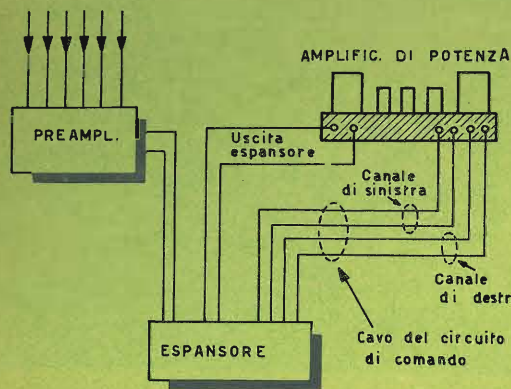 AMPLIFIC. DI POTENZA
PREAMPL.
Uscita
espansore
Canale
di sinistra
Canale
di destr
Cavo del circuito
di comando
ESPANSORE